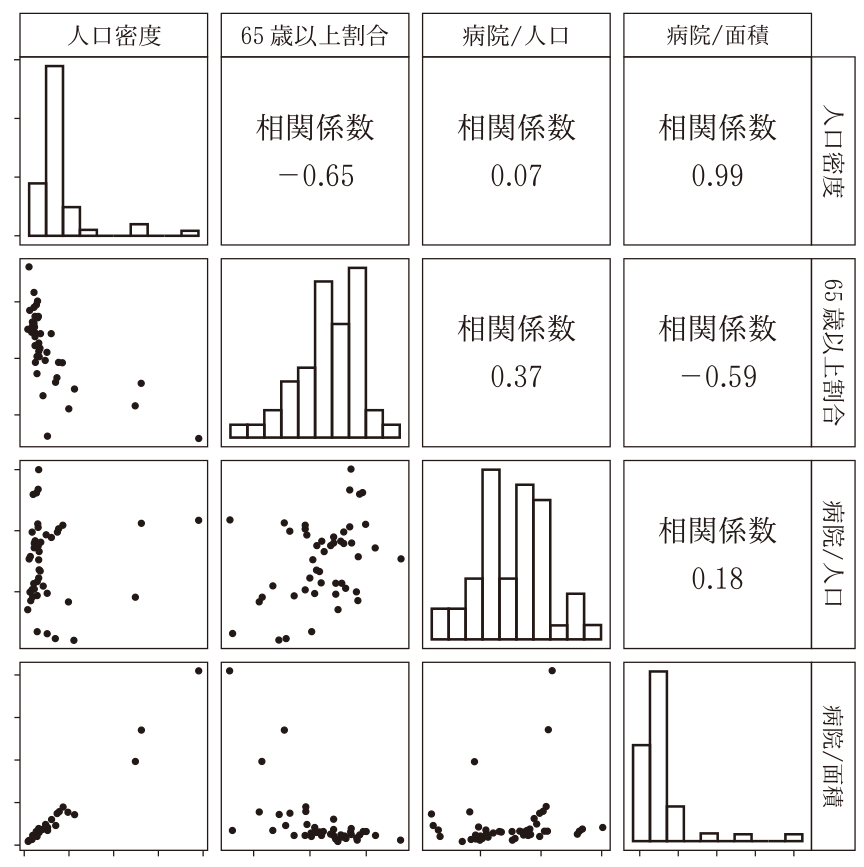 人口密度
65歳以上割合
病院/人口
病院/面積
相関係数
−0.65
相関係数
0.07
相関係数
0.99
人口密度
相関係数
0.37
相関係数
−0.59
65歳以上割合
相関係数
0.18
病院/人口
病院/面積